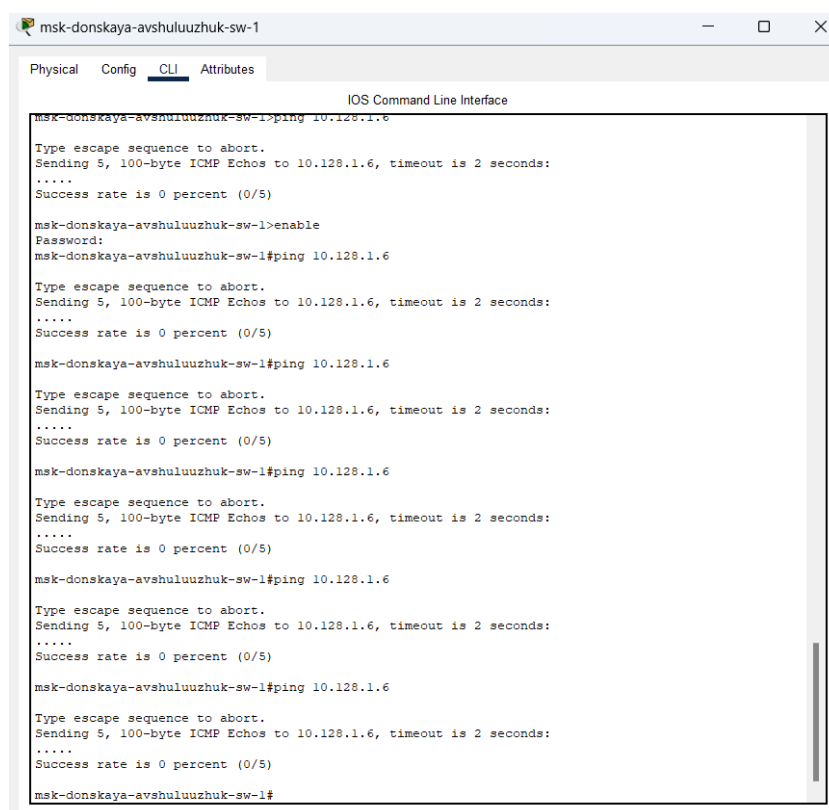 msk-donskaya-avshuluuzhuk-sw-1
Physical Config CLI Attributes
IOS Command Line Interface
msk-donskaya-avshuluuzhuk-sw-1>ping 10.128.1.6
Type escape sequence to abort.
Sending 5, 100-byte ICMP Echos to 10.128.1.6, timeout is 2 seconds:
.....
Success rate is 0 percent (0/5)
msk-donskaya-avshuluuzhuk-sw-1>enable
Password:
msk-donskaya-avshuluuzhuk-sw-1#ping 10.128.1.6
Type escape sequence to abort.
Sending 5, 100-byte ICMP Echos to 10.128.1.6, timeout is 2 seconds:
.....
Success rate is 0 percent (0/5)
msk-donskaya-avshuluuzhuk-sw-1#ping 10.128.1.6
Type escape sequence to abort.
Sending 5, 100-byte ICMP Echos to 10.128.1.6, timeout is 2 seconds:
.....
Success rate is 0 percent (0/5)
msk-donskaya-avshuluuzhuk-sw-1#ping 10.128.1.6
Type escape sequence to abort.
Sending 5, 100-byte ICMP Echos to 10.128.1.6, timeout is 2 seconds:
.....
Success rate is 0 percent (0/5)
msk-donskaya-avshuluuzhuk-sw-1#ping 10.128.1.6
Type escape sequence to abort.
Sending 5, 100-byte ICMP Echos to 10.128.1.6, timeout is 2 seconds:
.....
Success rate is 0 percent (0/5)
msk-donskaya-avshuluuzhuk-sw-1#ping 10.128.1.6
Type escape sequence to abort.
Sending 5, 100-byte ICMP Echos to 10.128.1.6, timeout is 2 seconds:
.....
Success rate is 0 percent (0/5)
msk-donskaya-avshuluuzhuk-sw-1#